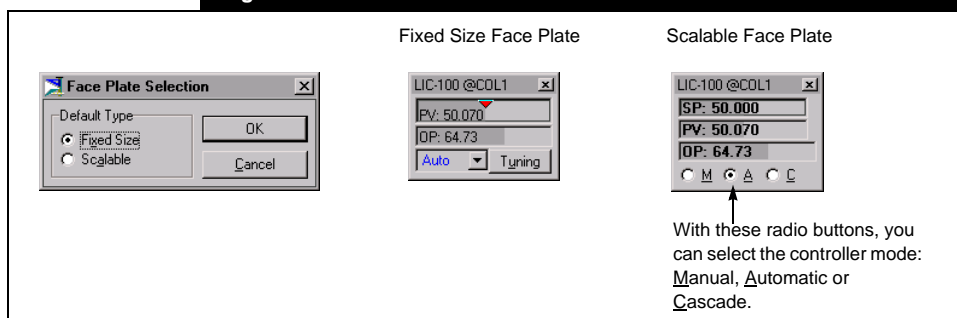 Fixed Size Face Plate
Scalable Face Plate
Face Plate Selection
Default Type
Fixed Size
Scalable
OK
Cancel
LIC-100 @COL1
PV: 50.070
OP: 64.73
Auto
Tuning
LIC-100 @COL1
SP: 50.000
PV: 50.070
OP: 64.73
M A C
With these radio buttons, you
can select the controller mode:
Manual, Automatic or
Cascade.